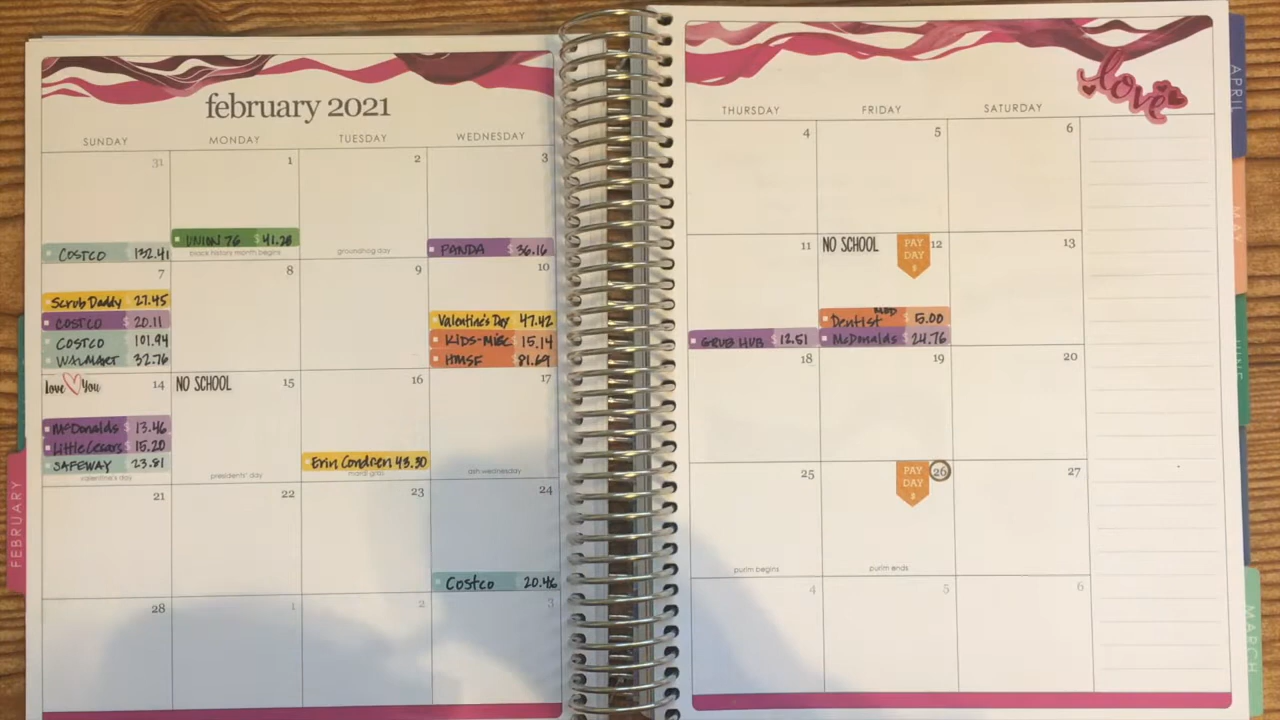 february 2021
SUNDAY MONDAY TUESDAY WEDNESDAY
31 1 2 3
COSTCO 132.41
UNION 76 $41.28
black history month begins
groundhog day
PANDA $ 36.16
7 8 9 10
Scrub Daddy 27.45
COSTCO $ 20.11
COSTCO 101.94
WALMART $ 32.76
Valentine's Day 47.42
KIDS-MISC $ 15.14
HMSF $ 81.69
Love You 14
NO SCHOOL 15
16 17
McDonalds $ 13.46
Little Cesars $ 15.20
SAFEWAY 23.81
valentine's day
presidents' day
Erin Condren 43.30
mardi gras
ash wednesday
21 22 23 24
Costco 20.46
28 1 2 3
FEBRUARY
love
THURSDAY FRIDAY SATURDAY
4 5 6
11
NO SCHOOL
PAY
DAY
$
12 13
GRUB HUB $ 12.51
Dentist $ 5.00
McDonalds $ 24.76
18 19 20
25
PAY
DAY
$
26 27
purim begins
purim ends
4 5 6
APRIL
MAY
JUNE
MARCH